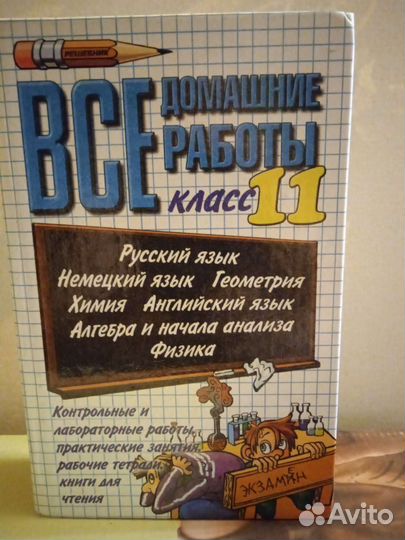 РЕШЕБНИК
ВСЕ ДОМАШНИЕ
РАБОТЫ
КЛАСС 11
Русский язык
Немецкий язык Геометрия
Химия Английский язык
Алгебра и начала анализа
Физика
Контрольные и
лабораторные работы,
практические занятия,
рабочие тетради,
книги для
чтения
ЭКЗАМИЕН
Avito